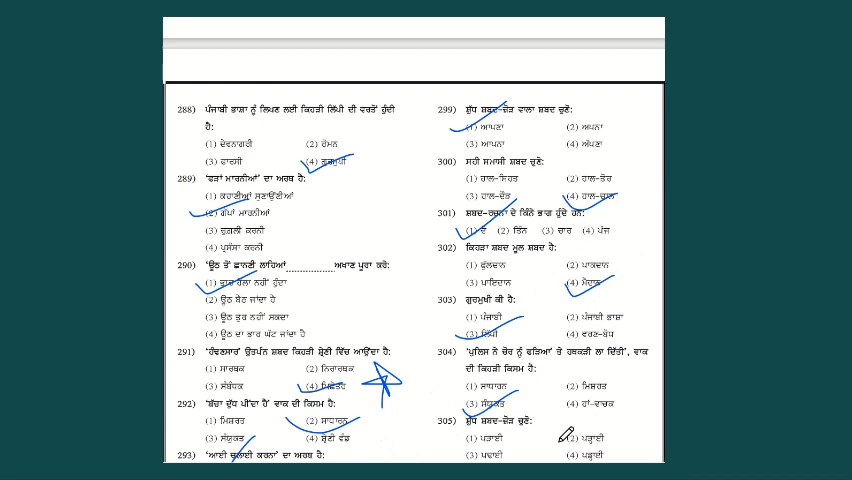 288) ਪੰਜਾਬੀ ਭਾਸ਼ਾ ਨੂੰ ਲਿਖਣ ਲਈ ਕਿਹੜੀ ਲਿੱਪੀ ਦੀ ਵਰਤੋਂ ਹੁੰਦੀ
ਹੈ:
(1) ਦੇਵਨਾਗਰੀ (2) ਰੋਮਨ
(3) ਫਾਰਸੀ (4) ਗੁਰਮੁਖੀ
289) 'ਫੜਾਂ ਮਾਰਨੀਆਂ' ਦਾ ਅਰਥ ਹੈ:
(1) ਕਹਾਣੀਆਂ ਸੁਣਾਉਣੀਆਂ
(2) ਗੱਪਾਂ ਮਾਰਨੀਆਂ
(3) ਚੁਗਲੀ ਕਰਨੀ
(4) ਪ੍ਰਸੰਸਾ ਕਰਨੀ
290) 'ਊਠ ਤੋਂ ਛਾਨਣੀ ਲਾਹਿਆਂ .............. ਅਖਾਣ ਪੂਰਾ ਕਰੋ:
(1) ਭਾਰ ਹੌਲਾ ਨਹੀਂ ਹੁੰਦਾ
(2) ਊਠ ਬੈਠ ਜਾਂਦਾ ਹੈ
(3) ਊਠ ਤੁਰ ਨਹੀਂ ਸਕਦਾ
(4) ਊਠ ਦਾ ਭਾਰ ਘੱਟ ਜਾਂਦਾ ਹੈ
291) 'ਹੰਢਣਸਾਰ' ਉਤਪੰਨ ਸ਼ਬਦ ਕਿਹੜੀ ਸ਼੍ਰੇਣੀ ਵਿੱਚ ਆਉਂਦਾ ਹੈ:
(1) ਸਾਰਥਕ (2) ਨਿਰਾਰਥਕ
(3) ਸੰਬੰਧਕ (4) ਪਿਛੇਤਰ
292) 'ਬੱਚਾ ਦੁੱਧ ਪੀਂਦਾ ਹੈ' ਵਾਕ ਦੀ ਕਿਸਮ ਹੈ:
(1) ਮਿਸ਼ਰਤ (2) ਸਾਧਾਰਨ
(3) ਸੰਯੁਕਤ (4) ਸ਼੍ਰੇਣੀ ਵੰਡ
293) 'ਆਈ ਚਲਾਈ ਕਰਨਾ' ਦਾ ਅਰਥ ਹੈ:
299) ਸ਼ੁੱਧ ਸ਼ਬਦ-ਜੋੜ ਵਾਲਾ ਸ਼ਬਦ ਚੁਣੋ:
(1) ਆਪਣਾ (2) ਅਪਨਾ
(3) ਆਪਨਾ (4) ਅੱਪਣਾ
300) ਸਹੀ ਸਮਾਸੀ ਸ਼ਬਦ ਚੁਣੋ:
(1) ਹਾਲ-ਸਿਹਤ (2) ਹਾਲ-ਤੋਰ
(3) ਹਾਲ-ਦੌੜ (4) ਹਾਲ-ਚਾਲ
301) ਸ਼ਬਦ-ਰਚਨਾ ਦੇ ਕਿੰਨੇ ਭਾਗ ਹੁੰਦੇ ਹਨ:
(1) ਦੋ (2) ਤਿੰਨ (3) ਚਾਰ (4) ਪੰਜ
302) ਕਿਹੜਾ ਸ਼ਬਦ ਮੂਲ ਸ਼ਬਦ ਹੈ:
(1) ਫੁੱਲਦਾਨ (2) ਪਾਕਦਾਨ
(3) ਪਾਇਦਾਨ (4) ਮੈਦਾਨ
303) ਗੁਰਮੁਖੀ ਕੀ ਹੈ:
(1) ਪੰਜਾਬੀ (2) ਪੰਜਾਬੀ ਭਾਸ਼ਾ
(3) ਲਿੱਪੀ (4) ਵਰਣ-ਬੋਧ
304) 'ਪੁਲਿਸ ਨੇ ਚੋਰ ਨੂੰ ਫੜਿਆ' ਤੇ ਹਥਕੜੀ ਲਾ ਦਿੱਤੀ', ਵਾਕ
ਦੀ ਕਿਹੜੀ ਕਿਸਮ ਹੈ:
(1) ਸਾਧਾਰਨ (2) ਮਿਸ਼ਰਤ
(3) ਸੰਯੁਕਤ (4) ਹਾਂ-ਵਾਚਕ
305) ਸ਼ੁੱਧ ਸ਼ਬਦ-ਜੋੜ ਚੁਣੋ:
(1) ਪੜਾਈ (2) ਪੜ੍ਹਾਈ
(3) ਪਢਾਈ (4) ਪੜ੍ਹਾਈ